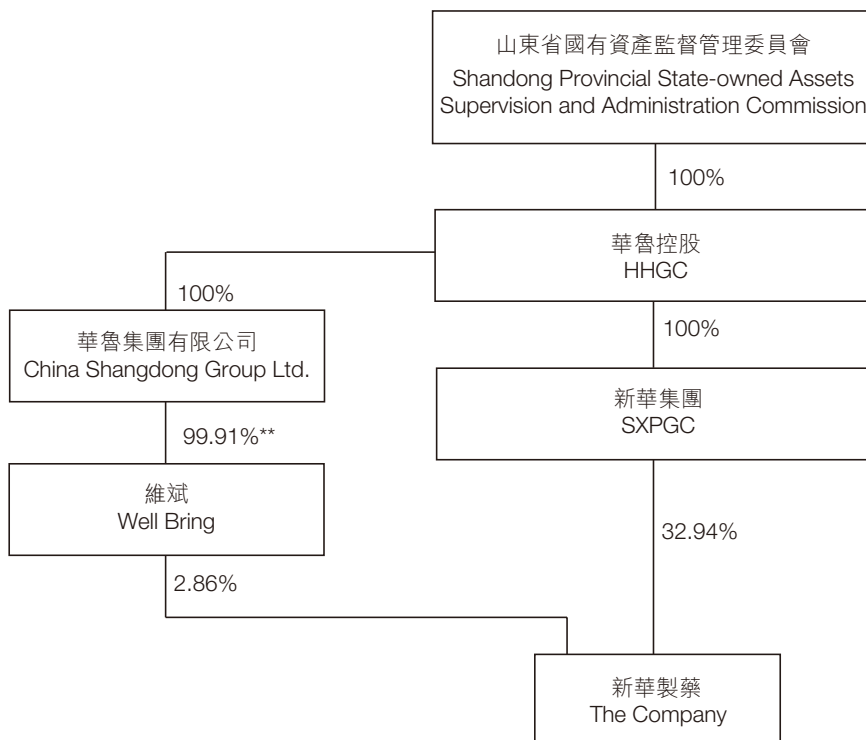 山東省國有資產監督管理委員會
Shandong Provincial State-owned Assets
Supervision and Administration Commission
100%
華魯控股
HHGC
100%
100%
華魯集團有限公司
China Shangdong Group Ltd.
新華集團
SXPGC
99.91%**
維斌
Well Bring
32.94%
2.86%
新華製藥
The Company